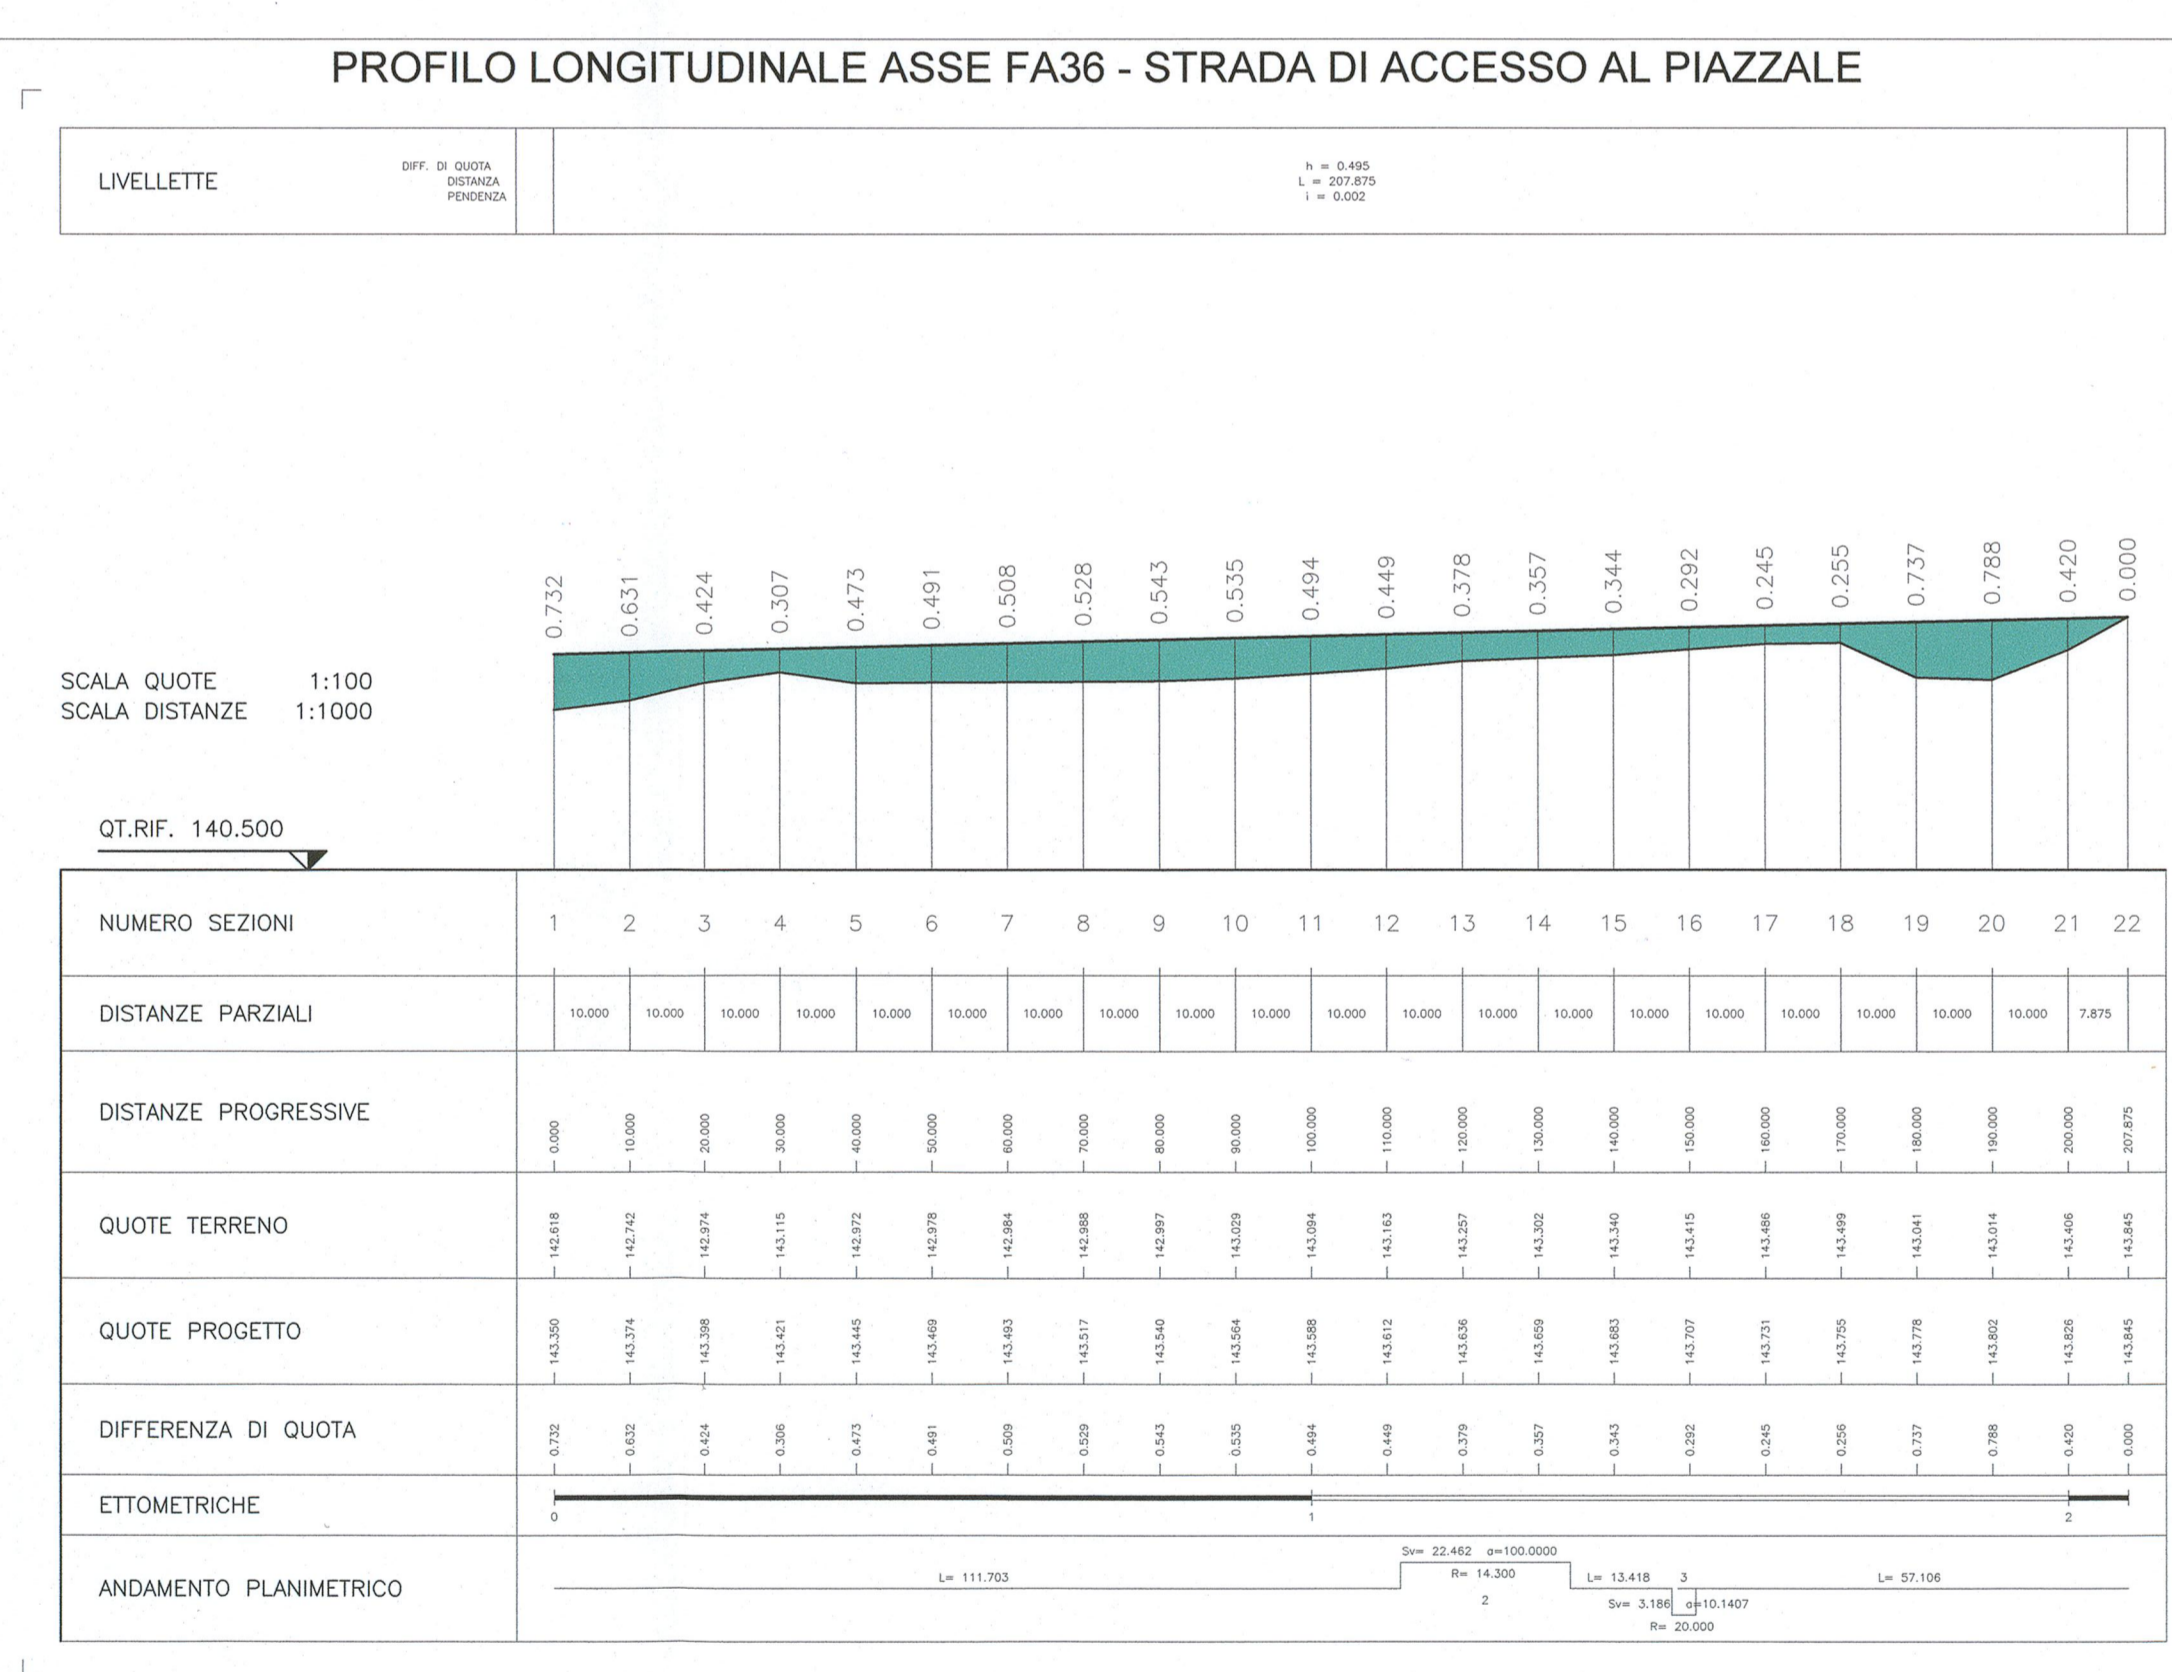 PROFILO LONGITUDINALE ASSE FA36 - STRADA DI ACCESSO AL PIAZZALE
LIVELLETTE
DIFF. DI QUOTA
DISTANZA
PENDENZA
h = 0.495
L = 207.875
i = 0.002
0.732 0.631 0.424 0.307 0.473 0.491 0.508 0.528 0.543 0.535 0.494 0.449 0.378 0.357 0.344 0.292 0.245 0.255 0.737 0.788 0.420 0.000
SCALA QUOTE 1:100
SCALA DISTANZE 1:1000
QT.RIF. 140.500
NUMERO SEZIONI 1 2 3 4 5 6 7 8 9 10 11 12 13 14 15 16 17 18 19 20 21 22
DISTANZE PARZIALI 10.000 10.000 10.000 10.000 10.000 10.000 10.000 10.000 10.000 10.000 10.000 10.000 10.000 10.000 10.000 10.000 10.000 10.000 10.000 10.000 7.875
DISTANZE PROGRESSIVE 0.000 10.000 20.000 30.000 40.000 50.000 60.000 70.000 80.000 90.000 100.000 110.000 120.000 130.000 140.000 150.000 160.000 170.000 180.000 190.000 200.000 207.875
QUOTE TERRENO 142.618 142.742 142.974 143.115 142.972 142.978 142.984 142.988 142.997 143.029 143.094 143.163 143.257 143.302 143.340 143.415 143.486 143.499 143.041 143.014 143.406 143.845
QUOTE PROGETTO 143.350 143.374 143.398 143.421 143.445 143.469 143.493 143.517 143.540 143.564 143.588 143.612 143.636 143.659 143.683 143.707 143.731 143.755 143.778 143.802 143.826 143.845
DIFFERENZA DI QUOTA 0.732 0.632 0.424 0.306 0.473 0.491 0.509 0.529 0.543 0.535 0.494 0.449 0.379 0.357 0.343 0.292 0.245 0.256 0.737 0.788 0.420 0.000
ETTOMETRICHE
0 1 2
ANDAMENTO PLANIMETRICO
L= 111.703
Sv= 22.462 a=100.0000
R= 14.300
2
L= 13.418
3
Sv= 3.186 a=10.1407
R= 20.000
L= 57.106